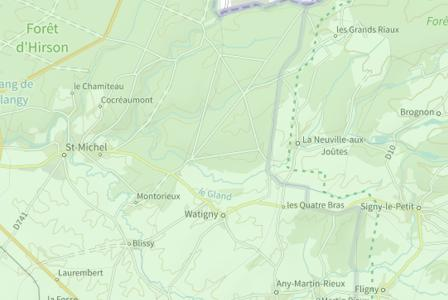 Forêt
d'Hirson
les Grands Riaux
le Chamiteau
Cocréaumont
Brognon
St-Michel
La Neuville-aux-
Joûtes
D10
Montorieux
le Gland
Watigny
les Quatre Bras
Signy-le-Petit
D741
Blissy
Laurembert
Any-Martin-Rieux
Fligny